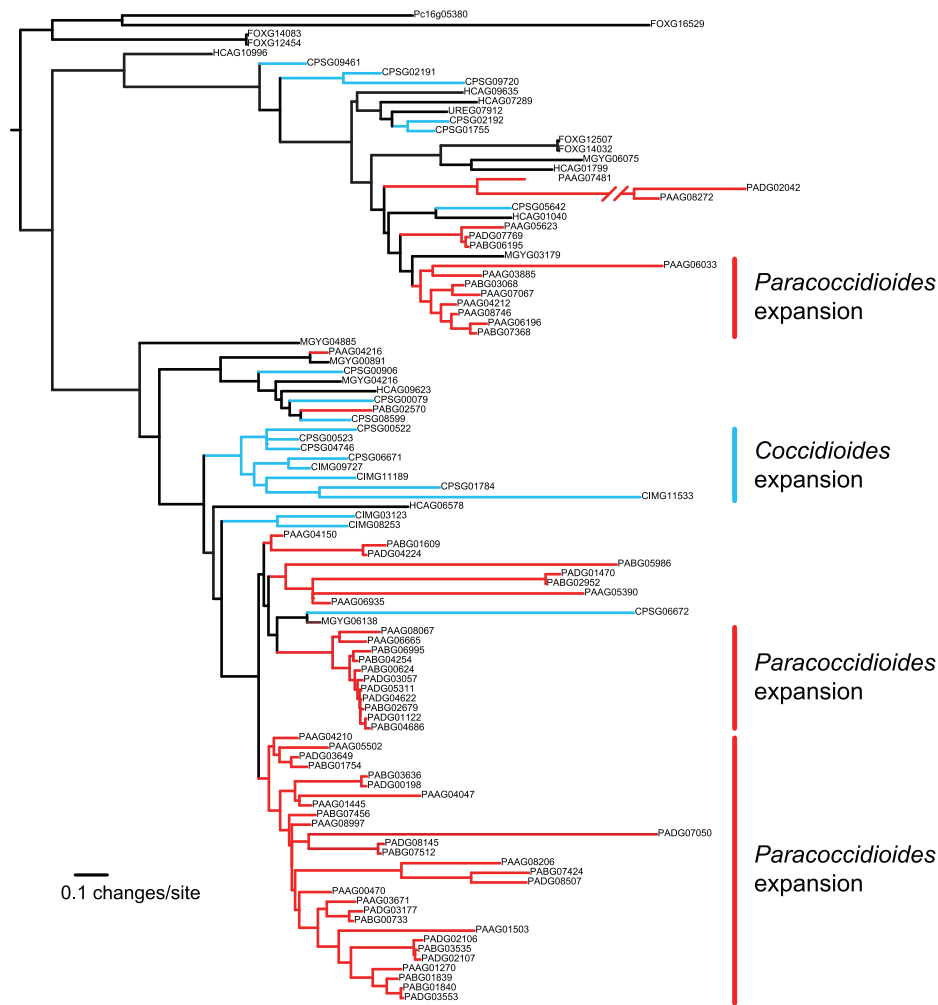 Pc16g05380
FOXG16529
FOXG14083
FOXG12454
HCAG10996
CPSG09461
CPSG02191
CPSG09720
HCAG09635
HCAG07289
UREG07912
CPSG02192
CPSG01755
FOXG12507
FOXG14032
MGYG06075
HCAG01799
PAAG07481
PADG02042
PAAG08272
CPSG05642
HCAG01040
PAAG05623
PADG07769
PABG06195
MGYG03179
PAAG06033
PAAG03885
PABG03068
PAAG07067
PAAG04212
PAAG08746
PAAG06196
PABG07368
Paracoccidioides
expansion
MGYG04885
PAAG04216
MGYG00891
CPSG00906
MGYG04216
HCAG09623
CPSG00079
PABG02570
CPSG08599
CPSG00522
CPSG00523
CPSG04746
CPSG06671
CIMG09727
CIMG11189
CPSG01784
CIMG11533
Coccidioides
expansion
HCAG06578
CIMG03123
CIMG08253
PAAG04150
PABG01609
PADG04224
PABG05986
PADG01470
PABG02952
PAAG05390
PAAG06935
CPSG06672
MGYG06138
PAAG08067
PAAG06665
PABG06995
PABG04254
PABG00624
PADG03057
PADG05311
PADG04622
PABG02679
PADG01122
PABG04686
Paracoccidioides
expansion
PAAG04210
PAAG05502
PADG03649
PABG01754
PABG03636
PADG00198
PAAG04047
PAAG01445
PABG07456
PAAG08997
PADG07050
PADG08145
PABG07512
PAAG08206
PABG07424
PADG08507
PAAG00470
PAAG03671
PADG03177
PABG00733
PAAG01503
PADG02106
PABG03535
PADG02107
PAAG01270
PABG01839
PABG01840
PADG03553
Paracoccidioides
expansion
0.1 changes/site